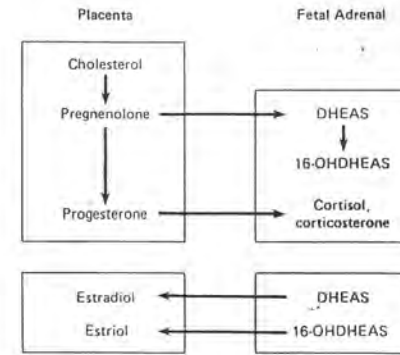 Placenta
Fetal Adrenal
Cholesterol
Pregnenolone
DHEAS
16-OHDHEAS
Progesterone
Cortisol,
corticosterone
Estradiol
DHEAS
Estriol
16-OHDHEAS